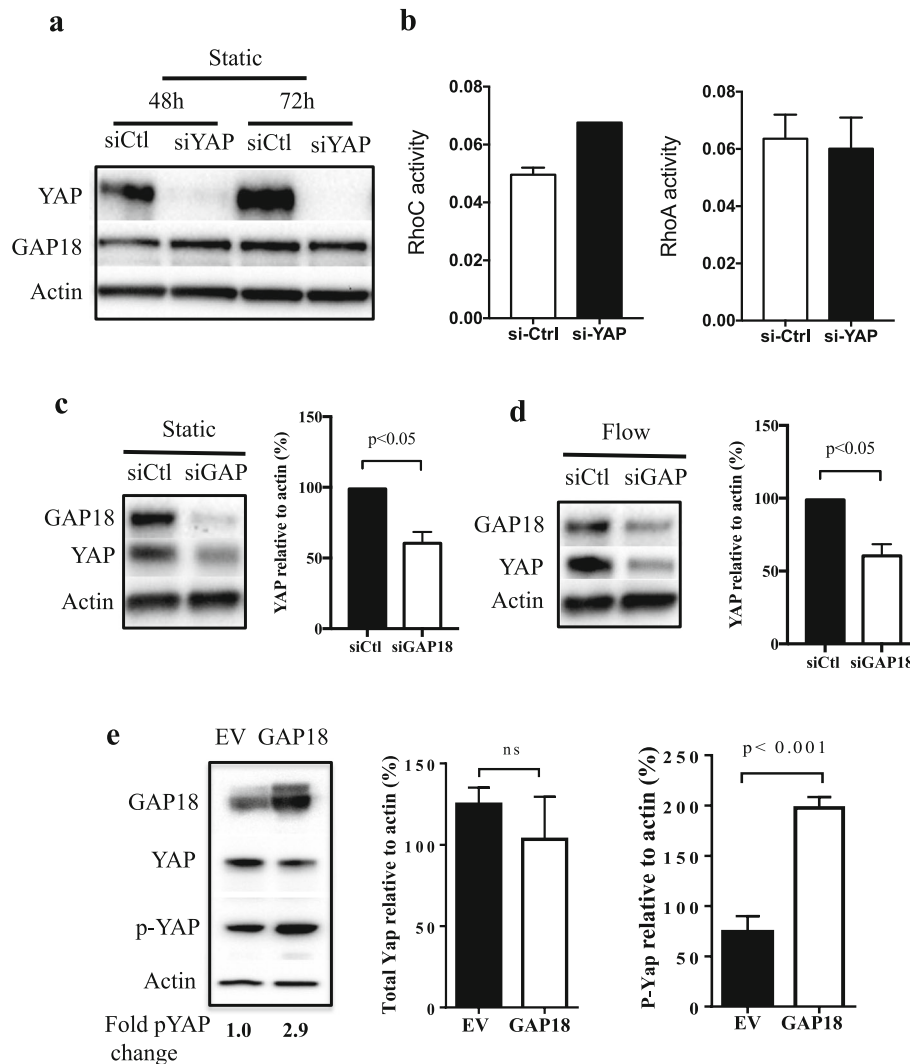 a
Static
48h 72h
siCtl siYAP siCtl siYAP
YAP
GAP18
Actin
b
RhoC activity
0.08
0.06
0.04
0.02
0.00
si-Ctrl si-YAP
RhoA activity
0.08
0.06
0.04
0.02
0.00
si-Ctrl si-YAP
c
Static
siCtl siGAP
GAP18
YAP
Actin
YAP relative to actin (%)
150
100
50
0
p<0.05
siCtl siGAP18
d
Flow
siCtl siGAP
GAP18
YAP
Actin
YAP relative to actin (%)
150
100
50
0
p<0.05
siCtl siGAP18
e
EV GAP18
GAP18
YAP
p-YAP
Actin
Fold pYAP 1.0 2.9
change
Total Yap relative to actin (%)
150
100
50
0
ns
EV GAP18
P-Yap relative to actin (%)
250
200
150
100
50
0
p< 0.001
EV GAP18